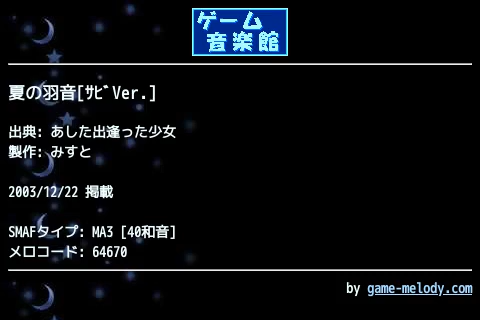 ゲーム
音楽館
夏の羽音[ｻﾋﾞVer.]
出典: あした出逢った少女
製作: みすと
2003/12/22 掲載
SMAFタイプ: MA3 [40和音]
メロコード: 64670
by game-melody.com